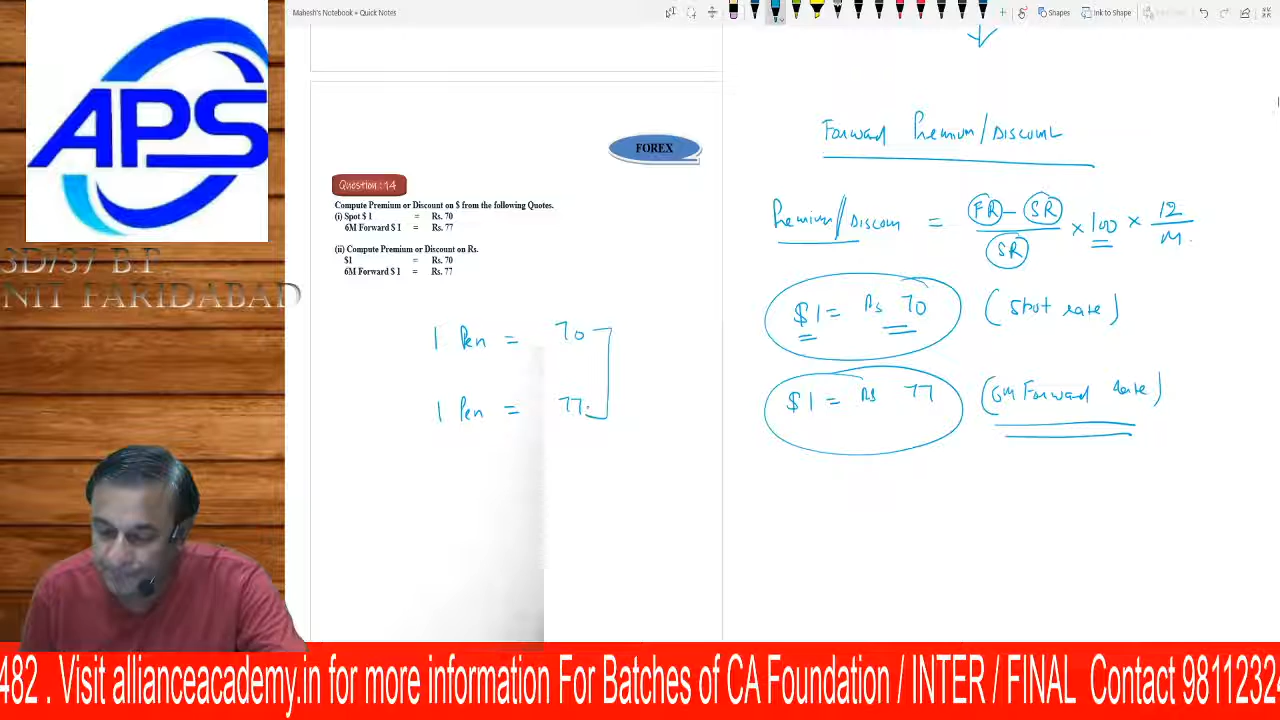 Mahesh's Notebook + Quick Notes
Shapes
Ink to Shape
APS
3D/37 B.P.
NIT FARIDABAD
FOREX
Question : 14
Compute Premium or Discount on $ from the following Quotes.
(i) Spot $ 1 = Rs. 70
6M Forward $ 1 = Rs. 77
(ii) Compute Premium or Discount on Rs.
$1 = Rs. 70
6M Forward $ 1 = Rs. 77
1 Pen = 70
1 Pen = 77.
Forward Premium/Discount
Premium/Discoun = FR - SR / SR × 100 × 12 / M.
$1 = Rs 70 (Spot rate)
$1 = Rs 77 (6M Forward rate)
482 . Visit allianceacademy.in for more information For Batches of CA Foundation / INTER / FINAL Contact 9811232